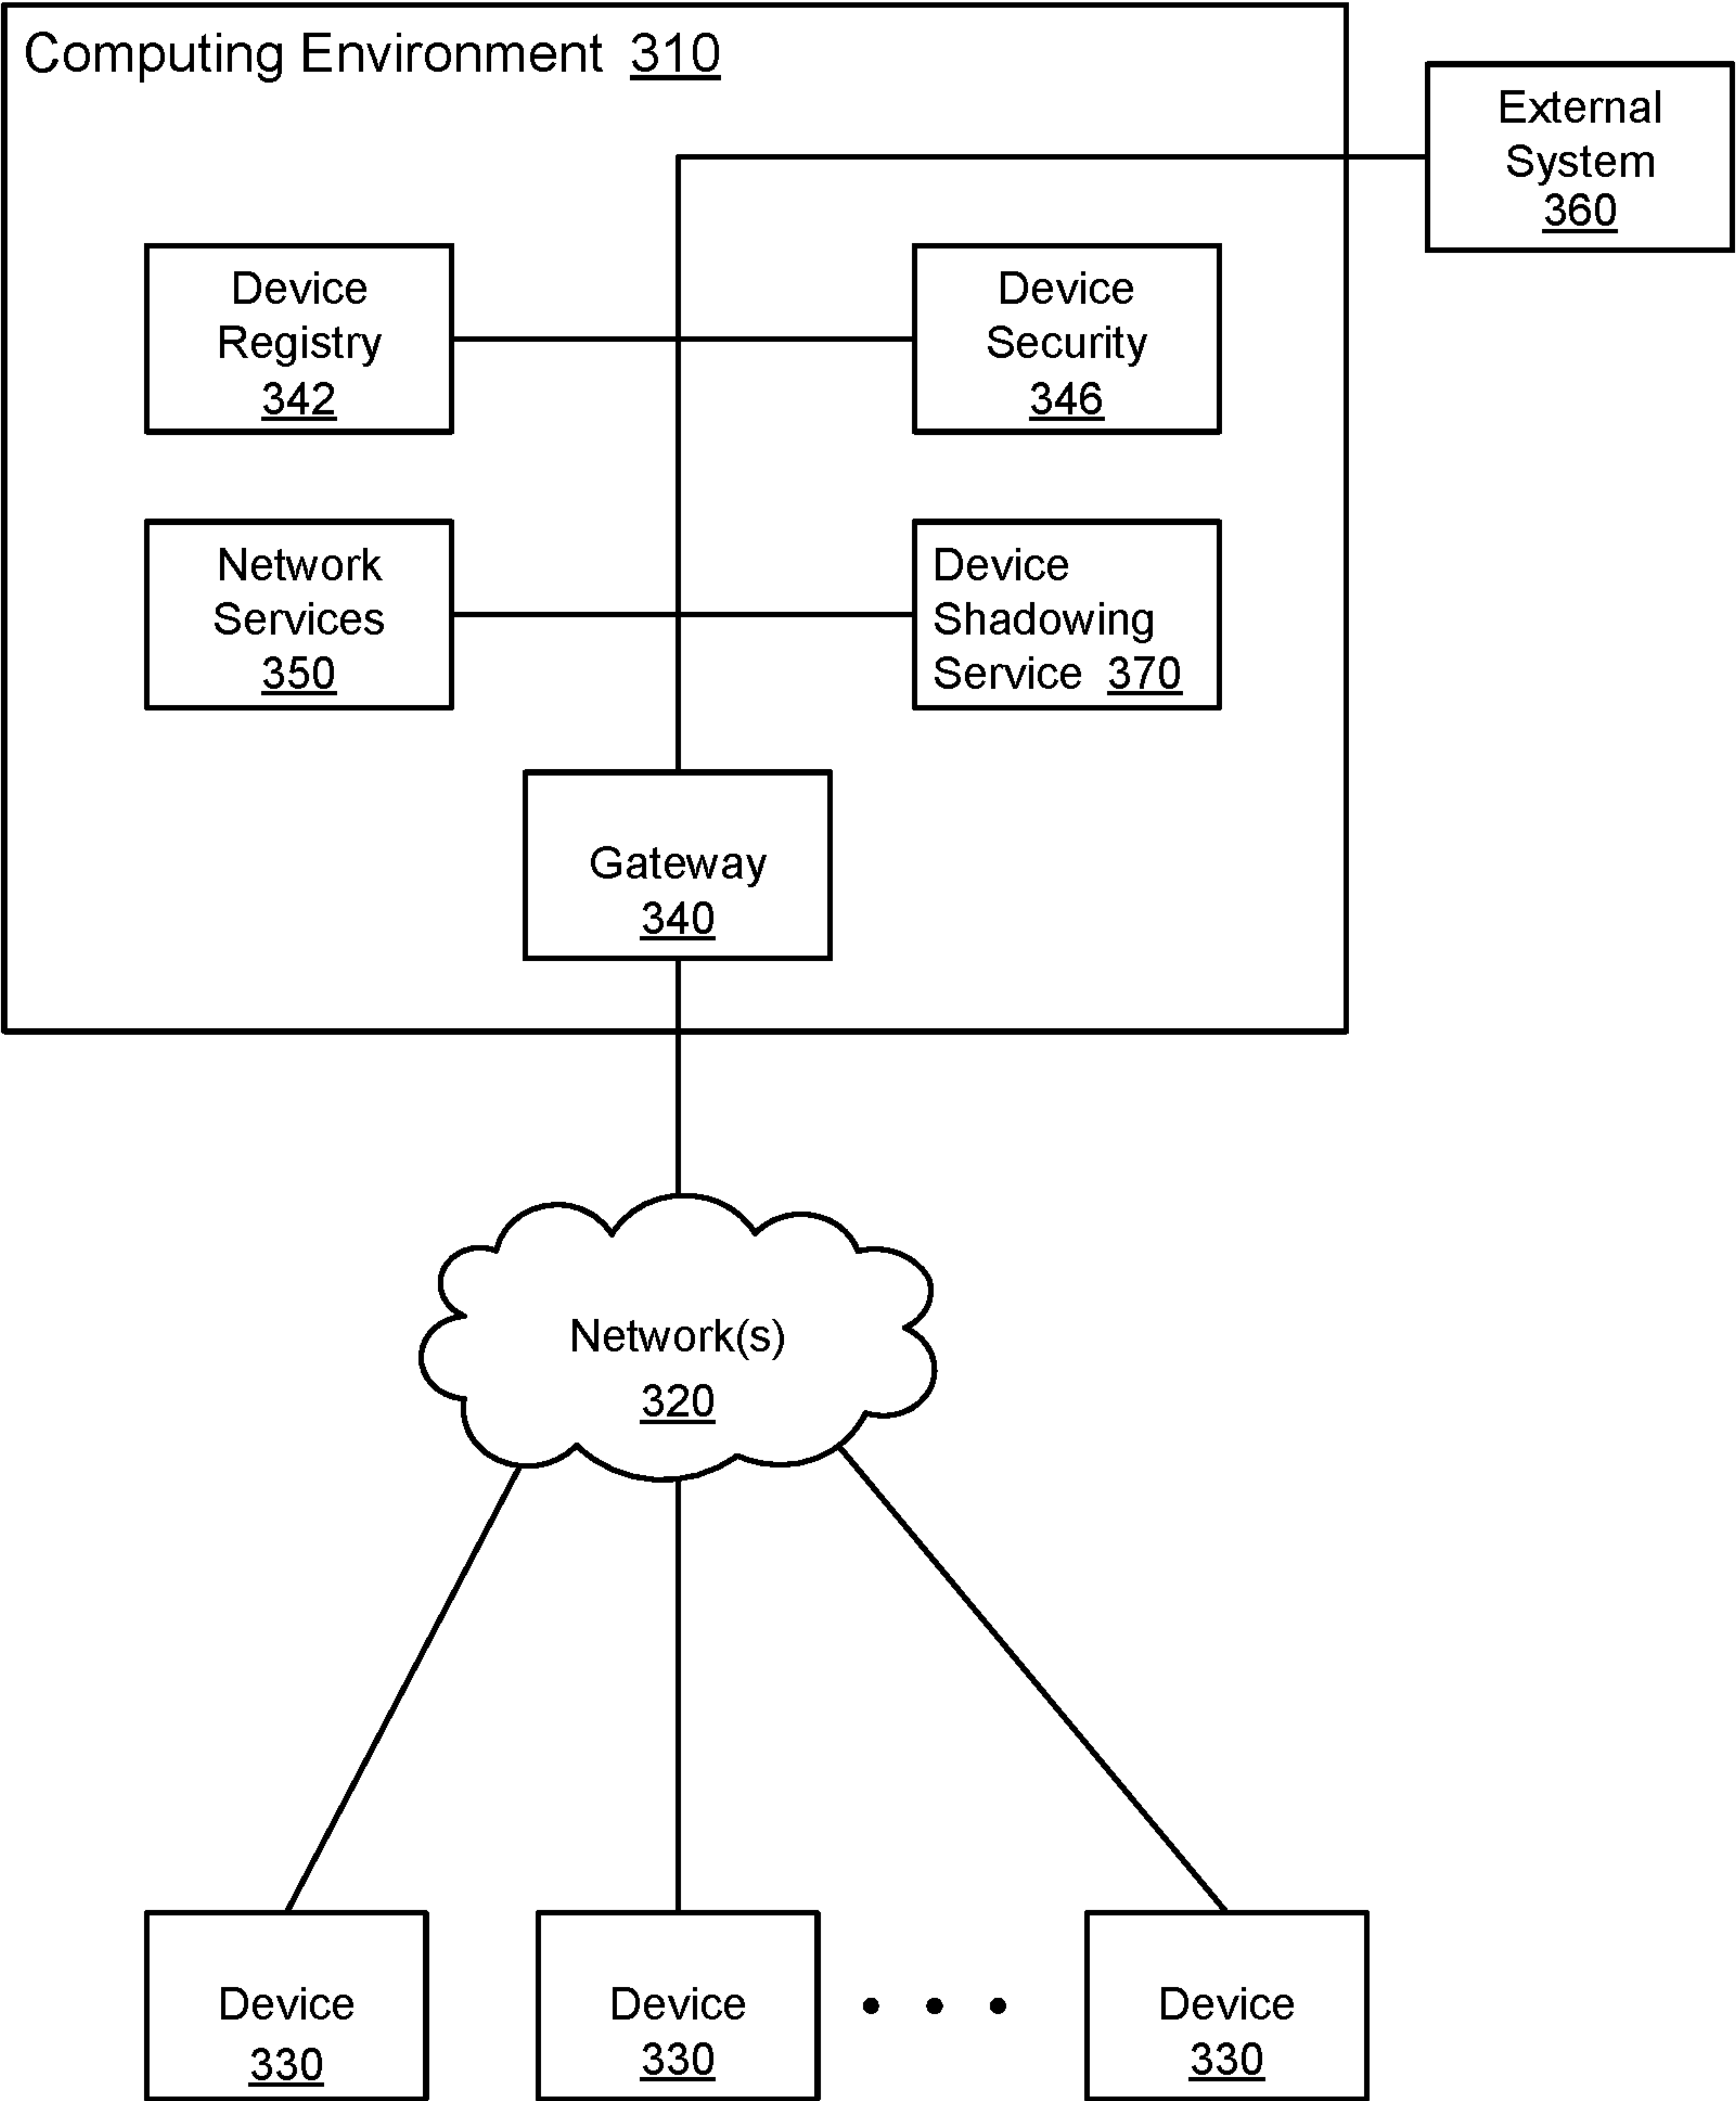 Computing Environment 310
External
System
360
Device
Registry
342
Device
Security
346
Network
Services
350
Device
Shadowing
Service 370
Gateway
340
Network(s)
320
Device
330
Device
330
Device
330